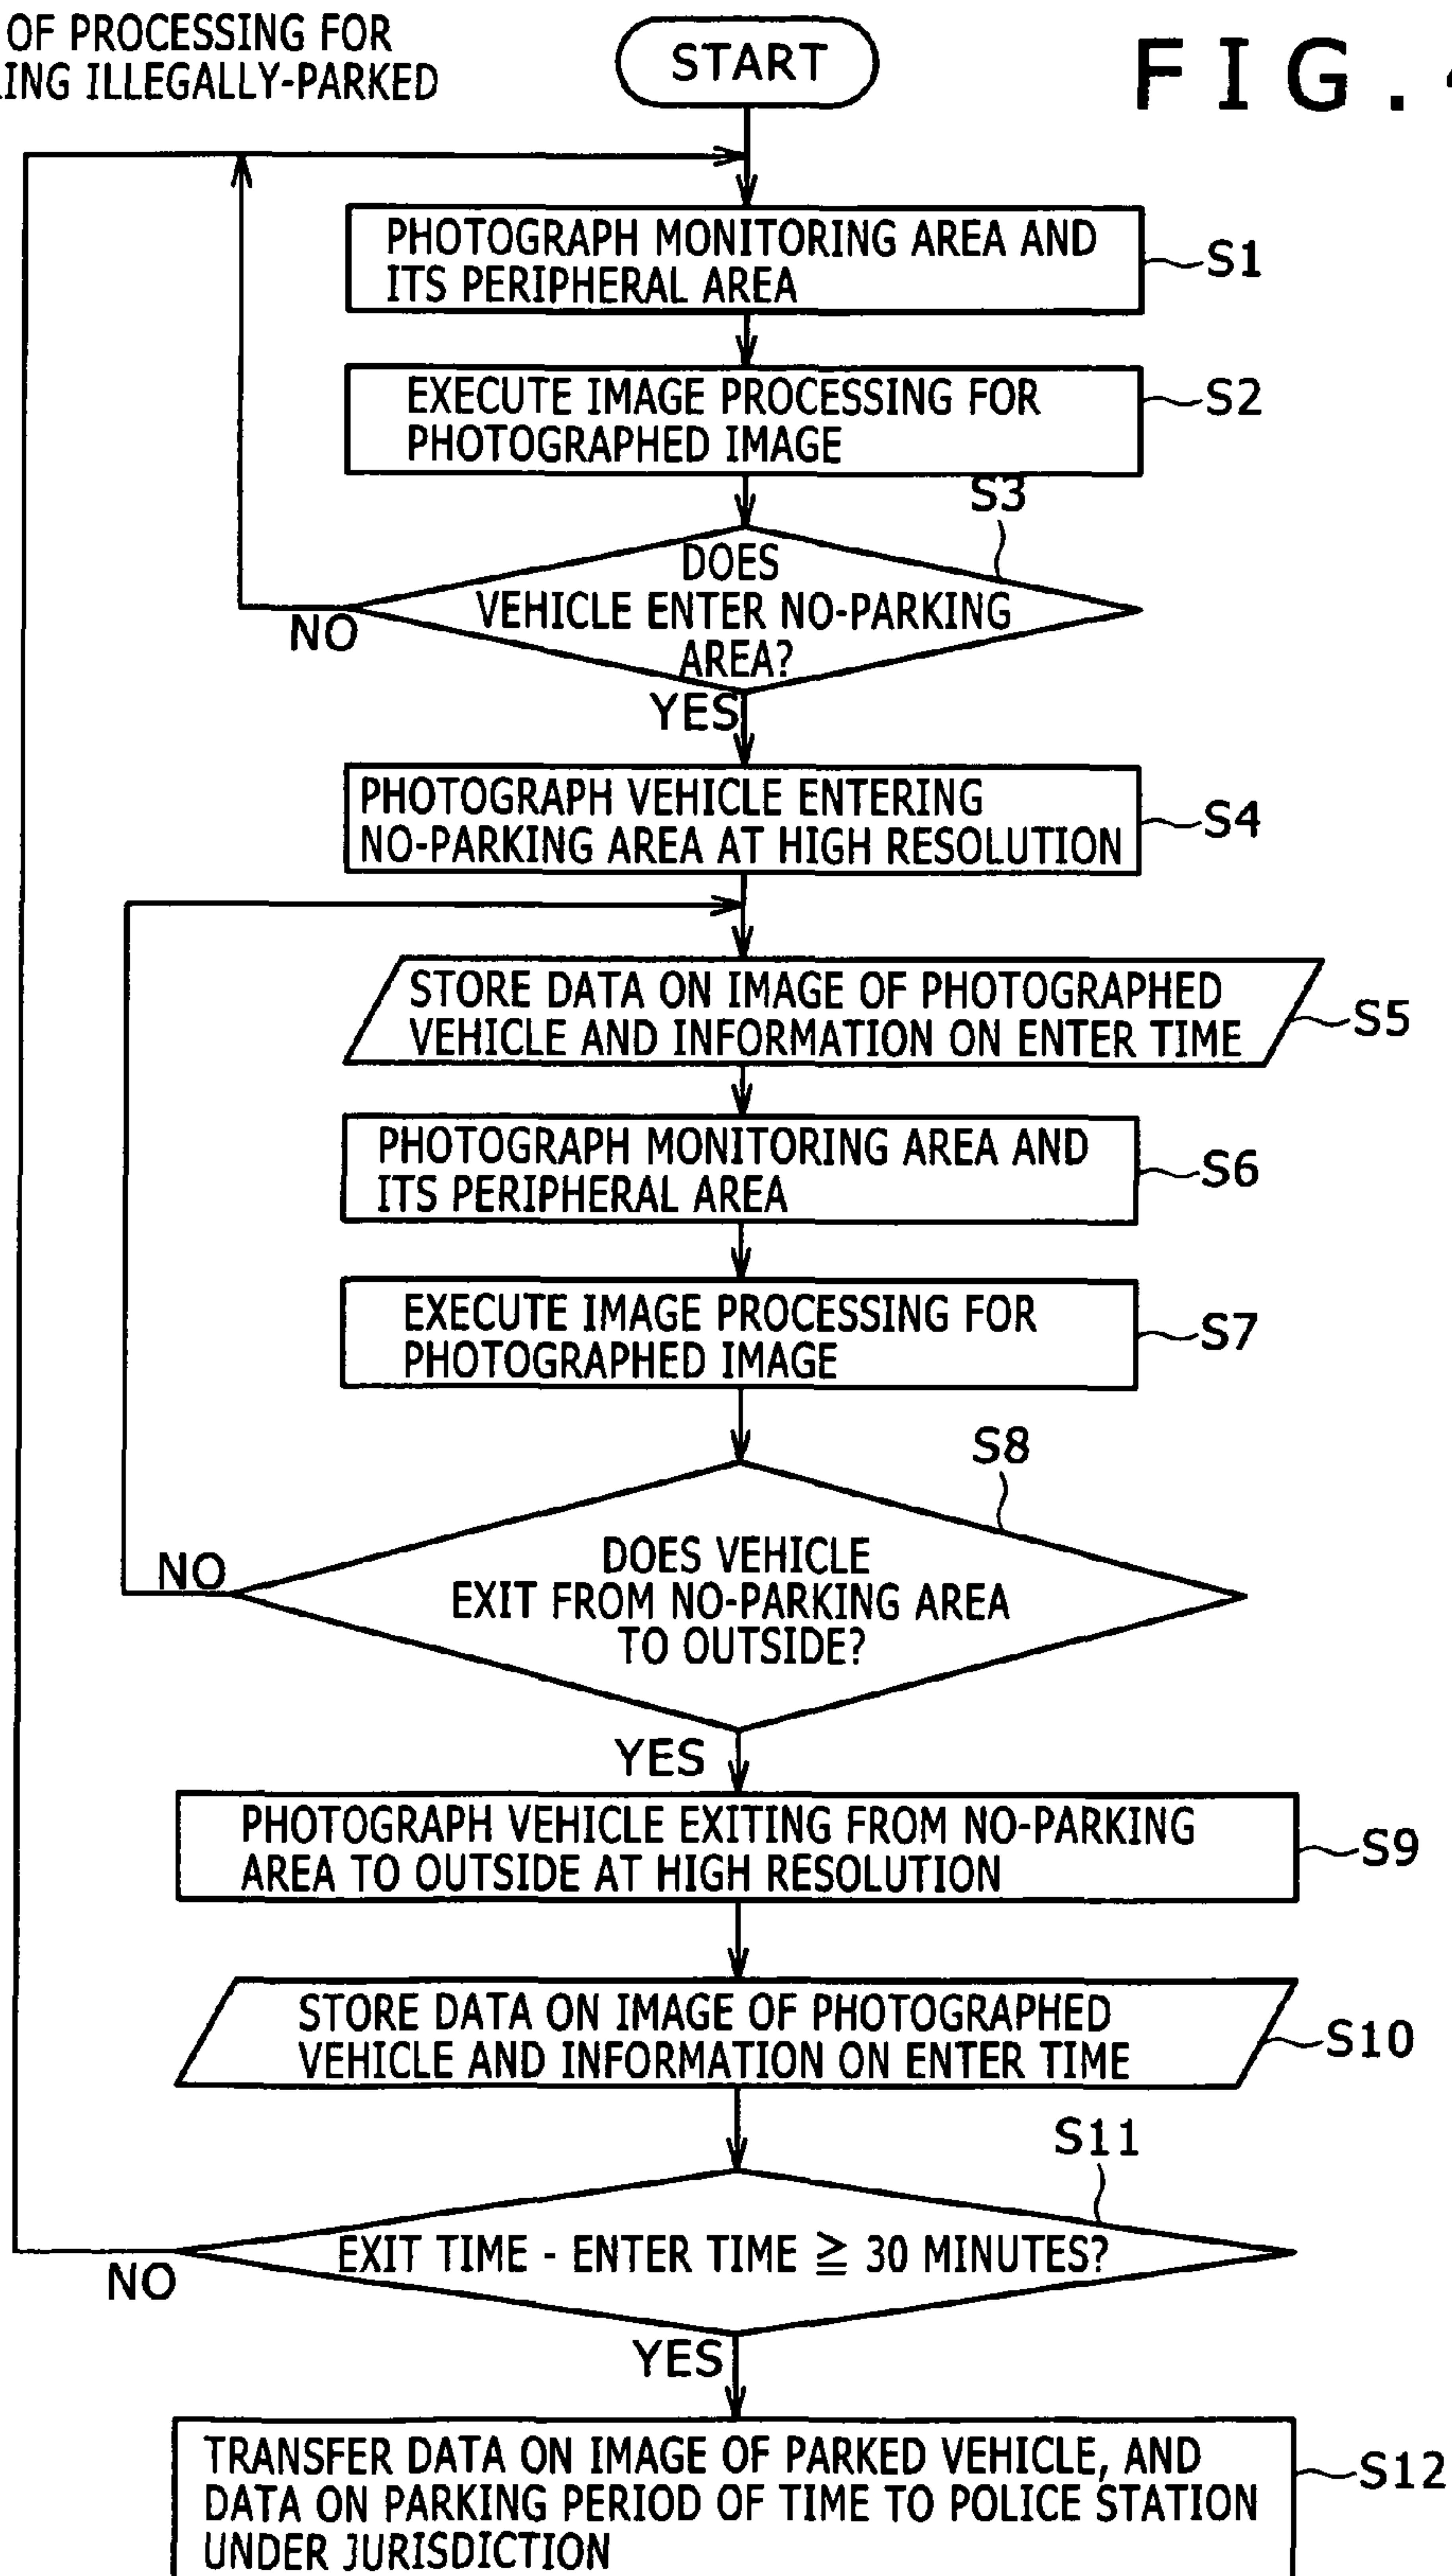 OF PROCESSING FOR
ILLEGALLY-PARKED
FIG.
START
PHOTOGRAPH MONITORING AREA AND
ITS PERIPHERAL AREA
S1
EXECUTE IMAGE PROCESSING FOR
PHOTOGRAPHED IMAGE
S2
S3
DOES
VEHICLE ENTER NO-PARKING
AREA?
NO
YES
PHOTOGRAPH VEHICLE ENTERING
NO-PARKING AREA AT HIGH RESOLUTION
S4
STORE DATA ON IMAGE OF PHOTOGRAPHED
VEHICLE AND INFORMATION ON ENTER TIME
S5
PHOTOGRAPH MONITORING AREA AND
ITS PERIPHERAL AREA
S6
EXECUTE IMAGE PROCESSING FOR
PHOTOGRAPHED IMAGE
S7
S8
DOES VEHICLE
EXIT FROM NO-PARKING AREA
TO OUTSIDE?
NO
YES
PHOTOGRAPH VEHICLE EXITING FROM NO-PARKING
AREA TO OUTSIDE AT HIGH RESOLUTION
S9
STORE DATA ON IMAGE OF PHOTOGRAPHED
VEHICLE AND INFORMATION ON ENTER TIME
S10
S11
EXIT TIME - ENTER TIME ≧ 30 MINUTES?
NO
YES
TRANSFER DATA ON IMAGE OF PARKED VEHICLE, AND
DATA ON PARKING PERIOD OF TIME TO POLICE STATION
UNDER JURISDICTION
S12